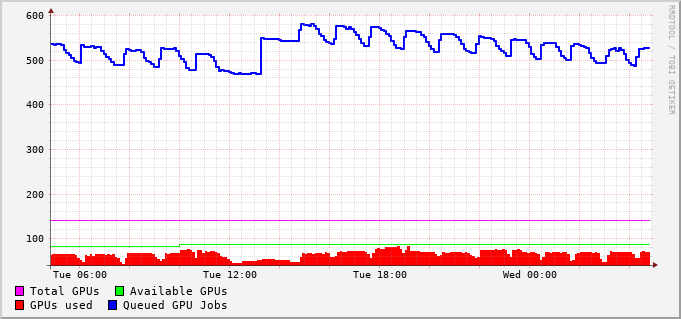 600
500
400
300
200
100
Tue 06:00 Tue 12:00 Tue 18:00 Wed 00:00
Total GPUs Available GPUs
GPUs used Queued GPU Jobs
RRDTOOL / TOBI OETIKER